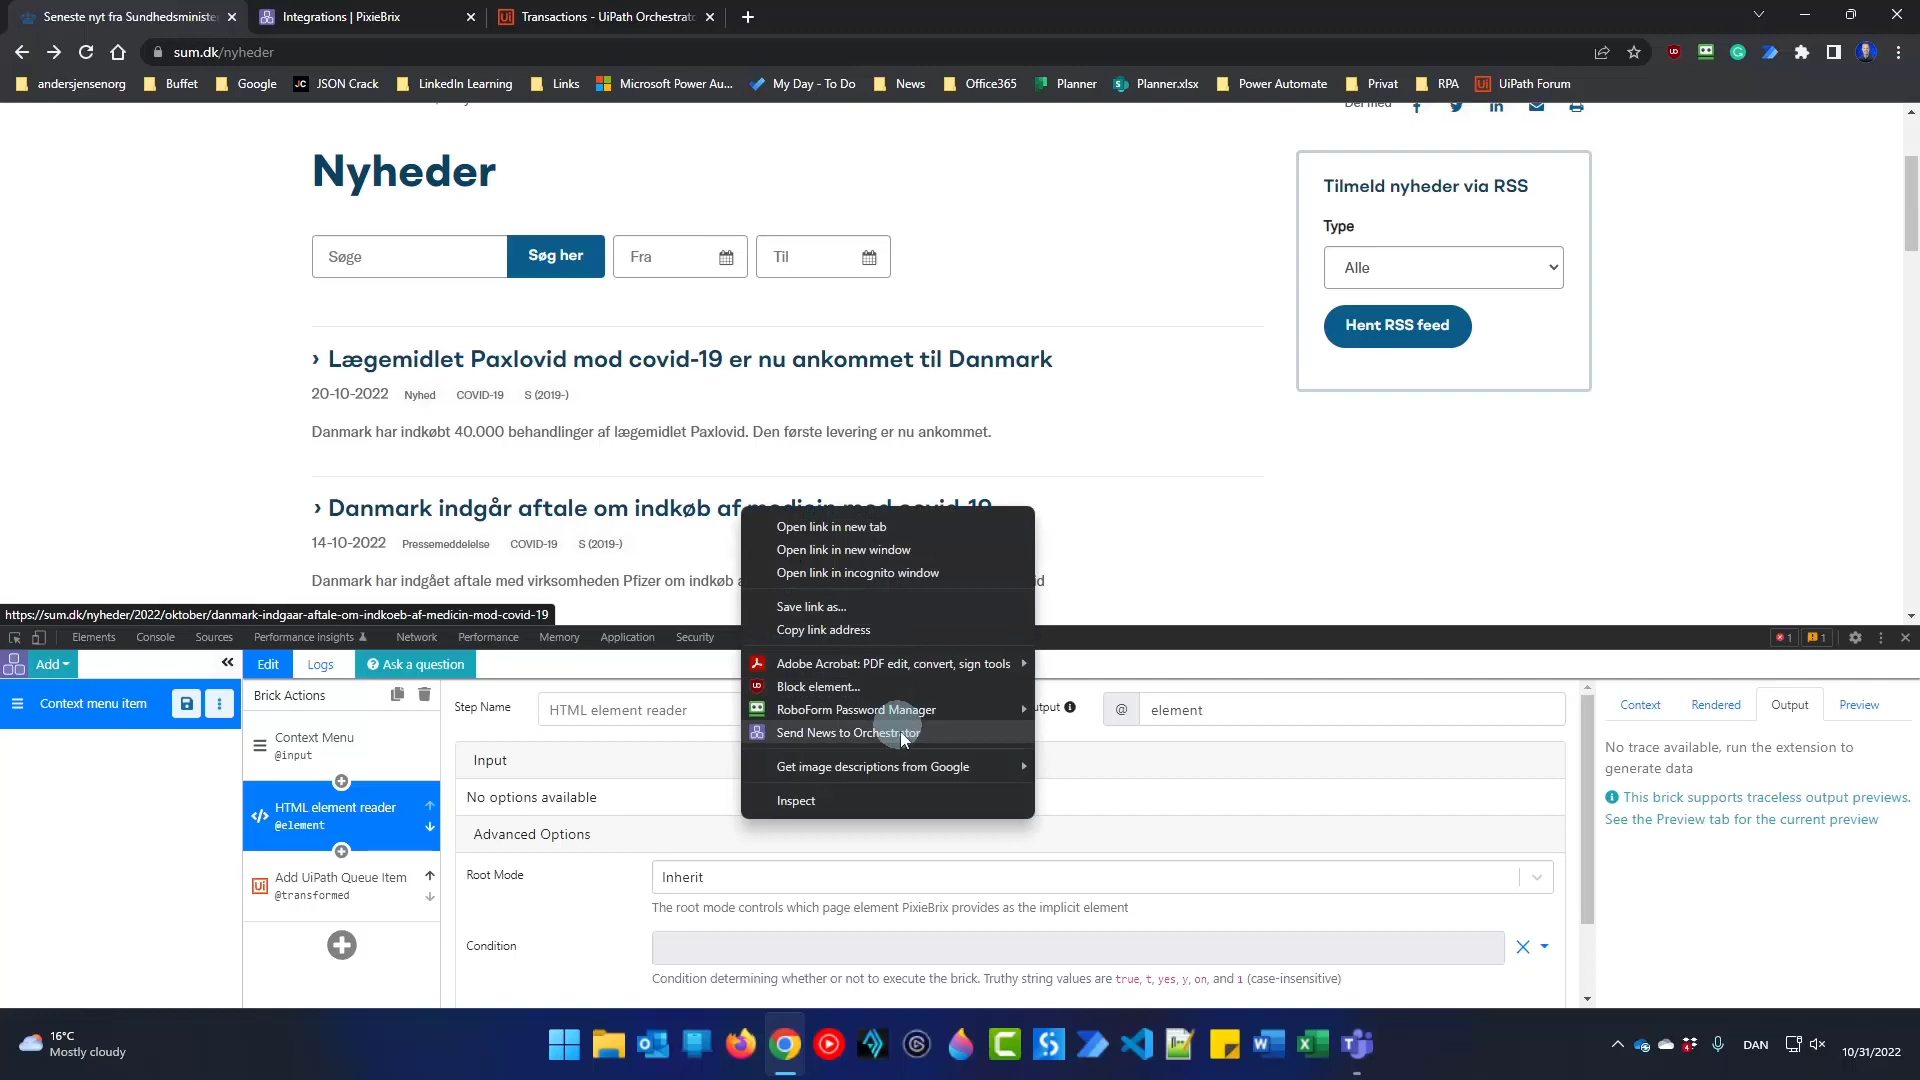 Seneste nyt fra Sundhedsministe
Integrations | PixieBrix
Transactions - UiPath Orchestrato
sum.dk/nyheder
andersjensenorg
Buffet
Google
JSON Crack
LinkedIn Learning
Links
Microsoft Power Au...
My Day - To Do
News
Office365
Planner
Planner.xlsx
Power Automate
Privat
RPA
UiPath Forum
Del med
Nyheder
Søge
Søg her
Fra
Til
Tilmeld nyheder via RSS
Type
Alle
Hent RSS feed
› Lægemidlet Paxlovid mod covid-19 er nu ankommet til Danmark
20-10-2022 Nyhed COVID-19 S (2019-)
Danmark har indkøbt 40.000 behandlinger af lægemidlet Paxlovid. Den første levering er nu ankommet.
› Danmark indgår aftale om indkøb af medicin mod covid-19
14-10-2022 Pressemeddelelse COVID-19 S (2019-)
Danmark har indgået aftale med virksomheden Pfizer om indkøb a
https://sum.dk/nyheder/2022/oktober/danmark-indgaar-aftale-om-indkoeb-af-medicin-mod-covid-19
Open link in new tab
Open link in new window
Open link in incognito window
Save link as...
Copy link address
Adobe Acrobat: PDF edit, convert, sign tools
Block element...
RoboForm Password Manager
Send News to Orchestrator
Get image descriptions from Google
Inspect
Elements
Console
Sources
Performance insights
Network
Performance
Memory
Application
Security
1
1
Add
Edit
Logs
Ask a question
Context menu item
Brick Actions
Context Menu
@input
HTML element reader
@element
Add UiPath Queue Item
@transformed
Step Name
HTML element reader
@
element
Input
No options available
Advanced Options
Root Mode
Inherit
The root mode controls which page element PixieBrix provides as the implicit element
Condition
Condition determining whether or not to execute the brick. Truthy string values are true, t, yes, y, on, and 1 (case-insensitive)
Context
Rendered
Output
Preview
No trace available, run the extension to
generate data
This brick supports traceless output previews.
See the Preview tab for the current preview
16°C
Mostly cloudy
DAN
10/31/2022